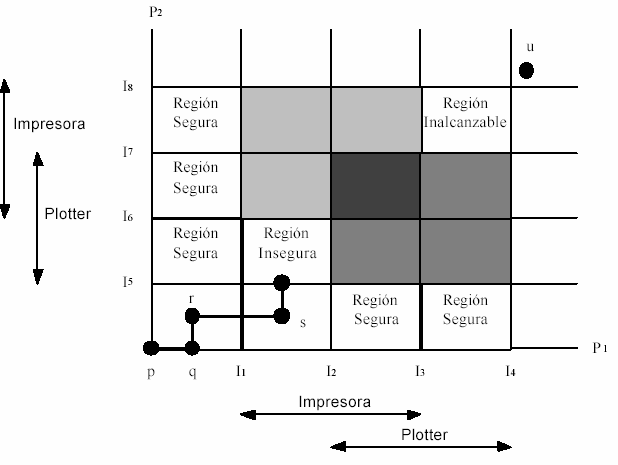 P2
u
I8
Región
Segura
Región
Inalcanzable
Impresora
I7
Región
Segura
Plotter
I6
Región
Segura
Región
Insegura
I5
r
s
Región
Segura
Región
Segura
P1
p
q
I1
I2
I3
I4
Impresora
Plotter